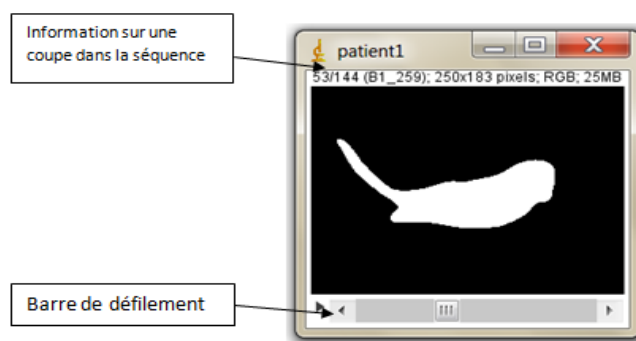 Information sur une
coupe dans la séquence
patient1
53/144 (B1_259); 250x183 pixels; RGB; 25MB
Barre de défilement